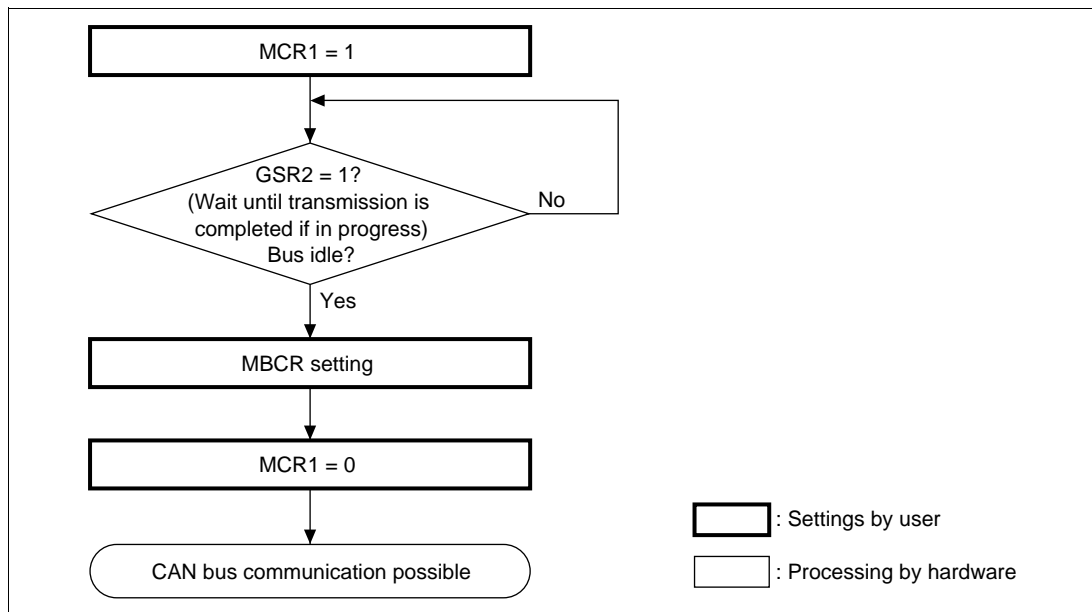 MCR1 = 1
GSR2 = 1?
(Wait until transmission is
completed if in progress)
Bus idle?
No
Yes
MBCR setting
MCR1 = 0
CAN bus communication possible
: Settings by user
: Processing by hardware